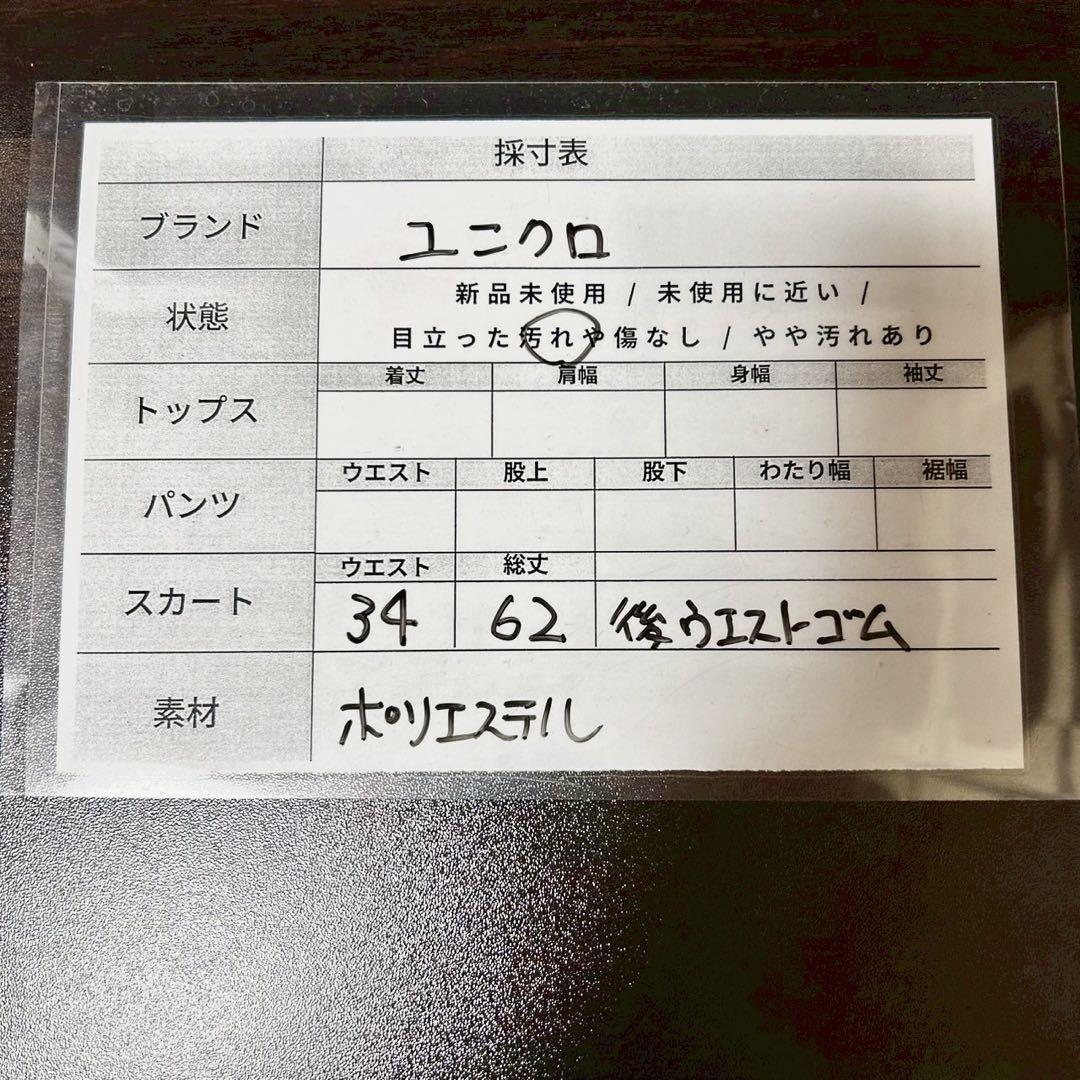 採寸表
ブランド ユニクロ
状態 新品未使用 / 未使用に近い /
目立った汚れや傷なし / やや汚れあり
トップス 着丈 肩幅 身幅 袖丈
パンツ ウエスト 股上 股下 わたり幅 裾幅
スカート ウエスト 総丈
34 62 後ウエストゴム
素材 ポリエステル